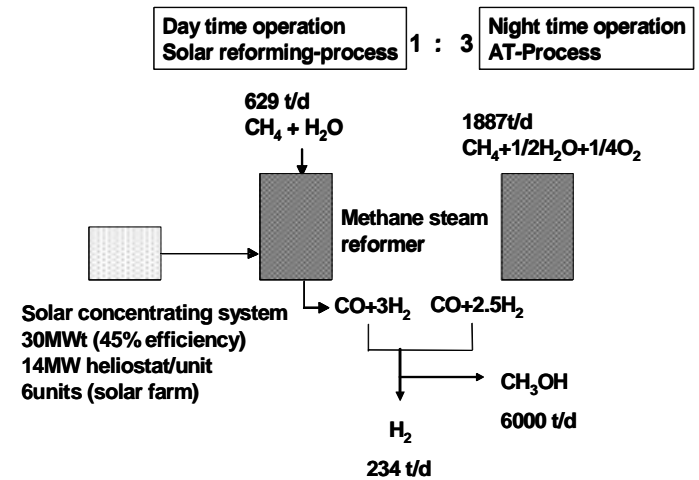 Day time operation
Solar reforming-process
1 : 3
Night time operation
AT-Process
629 t/d
CH₄ + H₂O
1887t/d
CH₄+1/2H₂O+1/4O₂
Methane steam
reformer
Solar concentrating system
30MWt (45% efficiency)
14MW heliostat/unit
6units (solar farm)
CO+3H₂
CO+2.5H₂
CH₃OH
6000 t/d
H₂
234 t/d